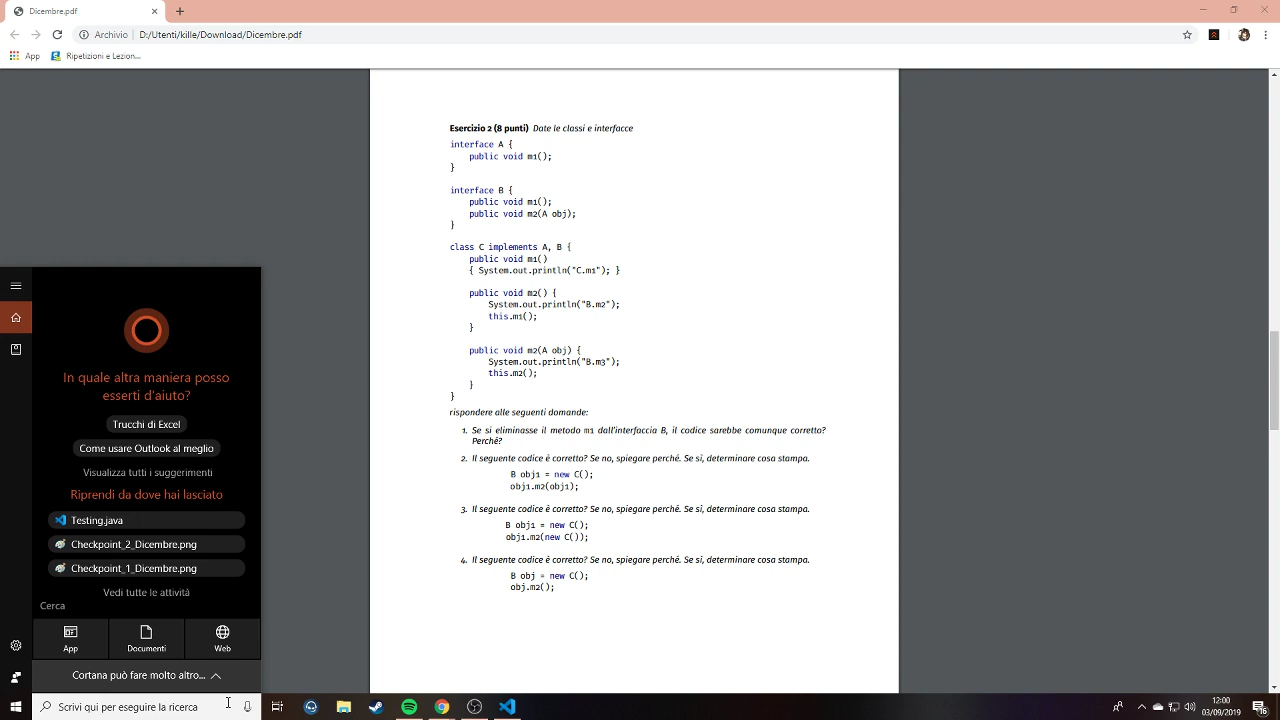 Dicembre.pdf
Archivio
D:/Utenti/kille/Download/Dicembre.pdf
App
Ripetizioni e Lezion...
Esercizio 2 (8 punti) Date le classi e interfacce
interface A {
public void m1();
}
interface B {
public void m1();
public void m2(A obj);
}
class C implements A, B {
public void m1()
{ System.out.println("C.m1"); }
public void m2() {
System.out.println("B.m2");
this.m1();
}
public void m2(A obj) {
System.out.println("B.m3");
this.m2();
}
}
rispondere alle seguenti domande:
1. Se si eliminasse il metodo m1 dall'interfaccia B, il codice sarebbe comunque corretto?
Perché?
2. Il seguente codice è corretto? Se no, spiegare perché. Se sì, determinare cosa stampa.
B obj1 = new C();
obj1.m2(obj1);
3. Il seguente codice è corretto? Se no, spiegare perché. Se sì, determinare cosa stampa.
B obj1 = new C();
obj1.m2(new C());
4. Il seguente codice è corretto? Se no, spiegare perché. Se sì, determinare cosa stampa.
B obj = new C();
obj.m2();
In quale altra maniera posso
esserti d'aiuto?
Trucchi di Excel
Come usare Outlook al meglio
Visualizza tutti i suggerimenti
Riprendi da dove hai lasciato
Testing.java
Checkpoint_2_Dicembre.png
Checkpoint_1_Dicembre.png
Vedi tutte le attività
Cerca
App
Documenti
Web
Cortana può fare molto altro...
Scrivi qui per eseguire la ricerca
12:00
03/09/2019
16